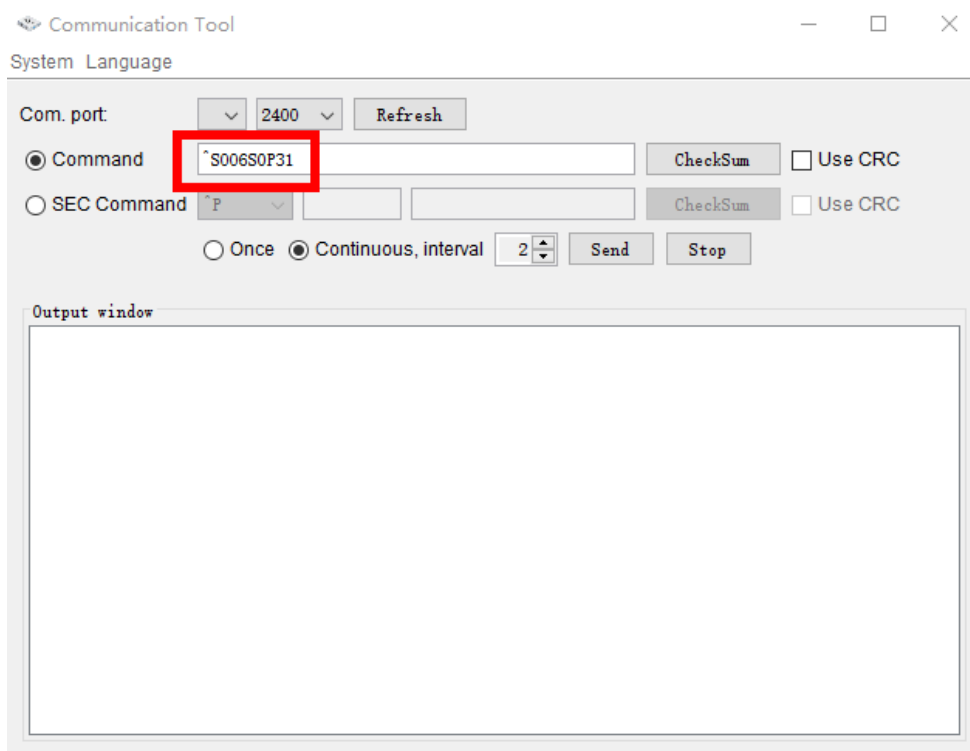 Communication Tool
System Language
Com. port: 2400 Refresh
Command ^S006S0P31 CheckSum Use CRC
SEC Command ^P CheckSum Use CRC
Once Continuous, interval 2 Send Stop
Output window